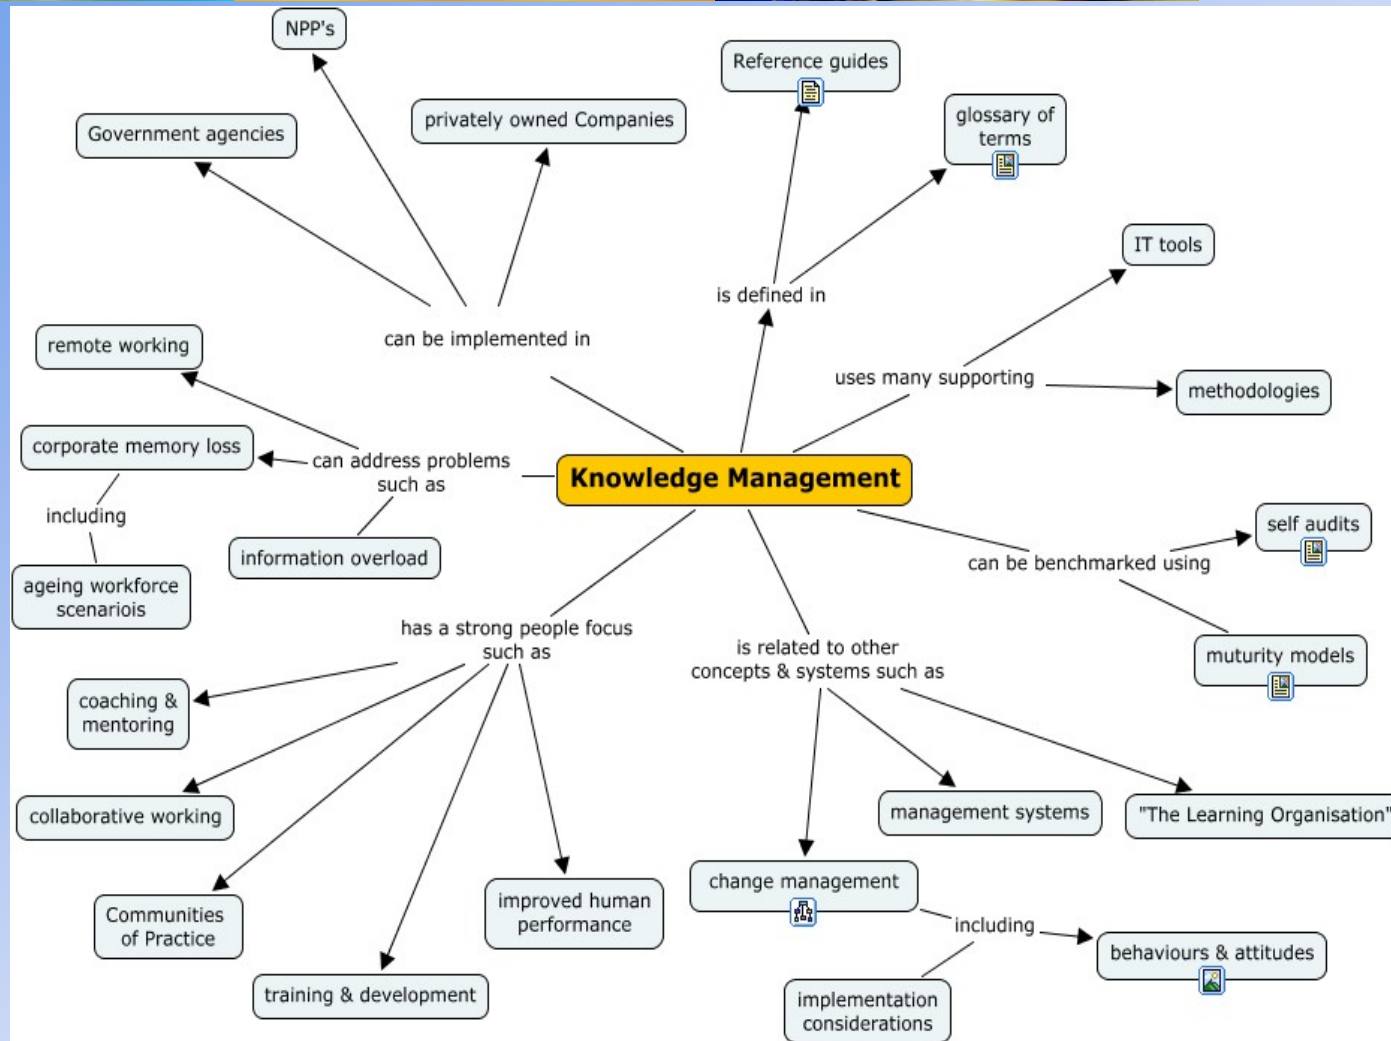 NPP's
Reference guides
privately owned Companies
glossary of
terms
Government agencies
IT tools
is defined in
can be implemented in
remote working
uses many supporting
methodologies
corporate memory loss
can address problems
such as
Knowledge Management
including
self audits
information overload
can be benchmarked using
ageing workforce
scenariois
has a strong people focus
such as
is related to other
concepts & systems such as
muturity models
coaching &
mentoring
collaborative working
management systems
"The Learning Organisation"
change management
improved human
performance
Communities
of Practice
including
behaviours & attitudes
training & development
implementation
considerations